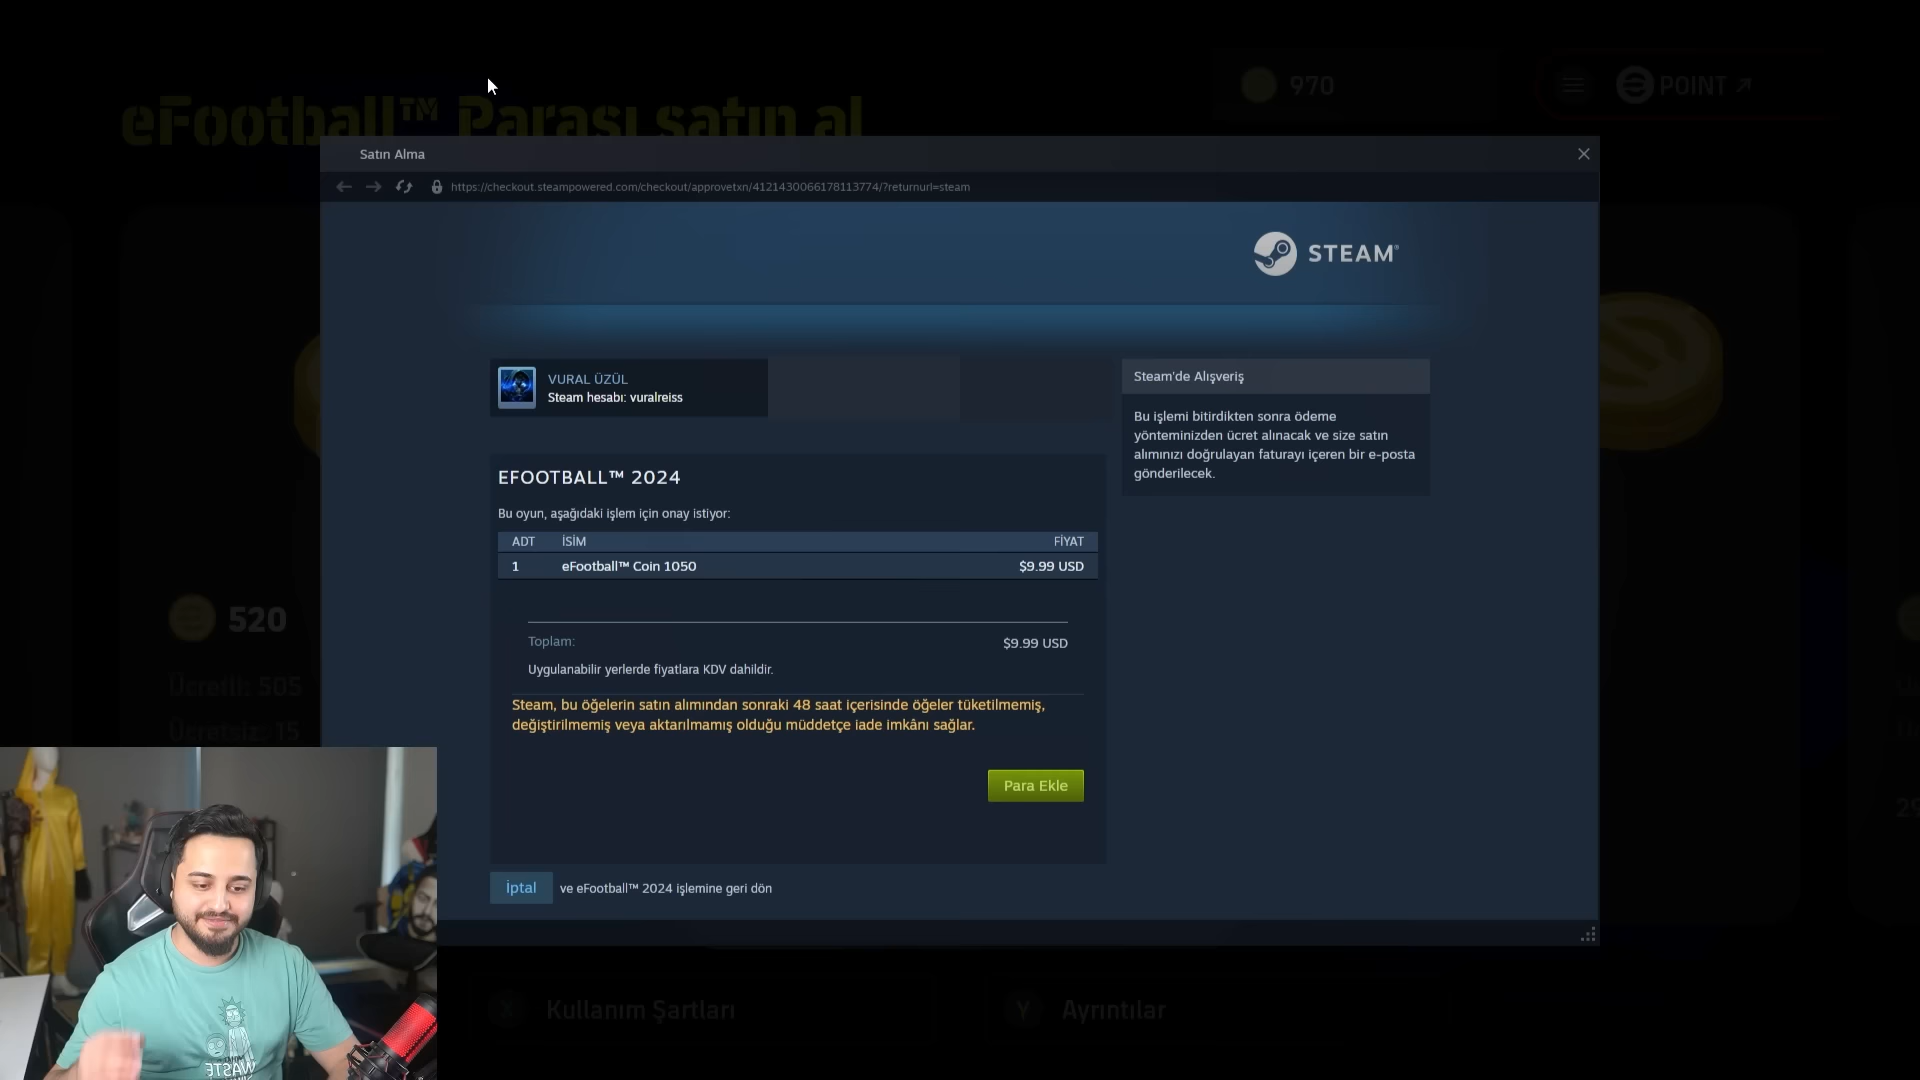 eFootball™ Parası satın al
970
POINT
Satın Alma
https://checkout.steampowered.com/checkout/approvetxn/4121430066178113774/?returnurl=steam
STEAM®
VURAL ÜZÜL
Steam hesabı: vuralreiss
Steam'de Alışveriş
Bu işlemi bitirdikten sonra ödeme
yönteminizden ücret alınacak ve size satın
alımınızı doğrulayan faturayı içeren bir e-posta
gönderilecek.
EFOOTBALL™ 2024
Bu oyun, aşağıdaki işlem için onay istiyor:
ADT İSİM FİYAT
1 eFootball™ Coin 1050 $9.99 USD
520
Toplam: $9.99 USD
Uygulanabilir yerlerde fiyatlara KDV dahildir.
Ücretli: 505
Steam, bu öğelerin satın alımından sonraki 48 saat içerisinde öğeler tüketilmemiş,
değiştirilmemiş veya aktarılmamış olduğu müddetçe iade imkânı sağlar.
Ücretsiz: 15
Para Ekle
İptal ve eFootball™ 2024 işlemine geri dön
X Kullanım Şartları
Y Ayrıntılar
WASTE